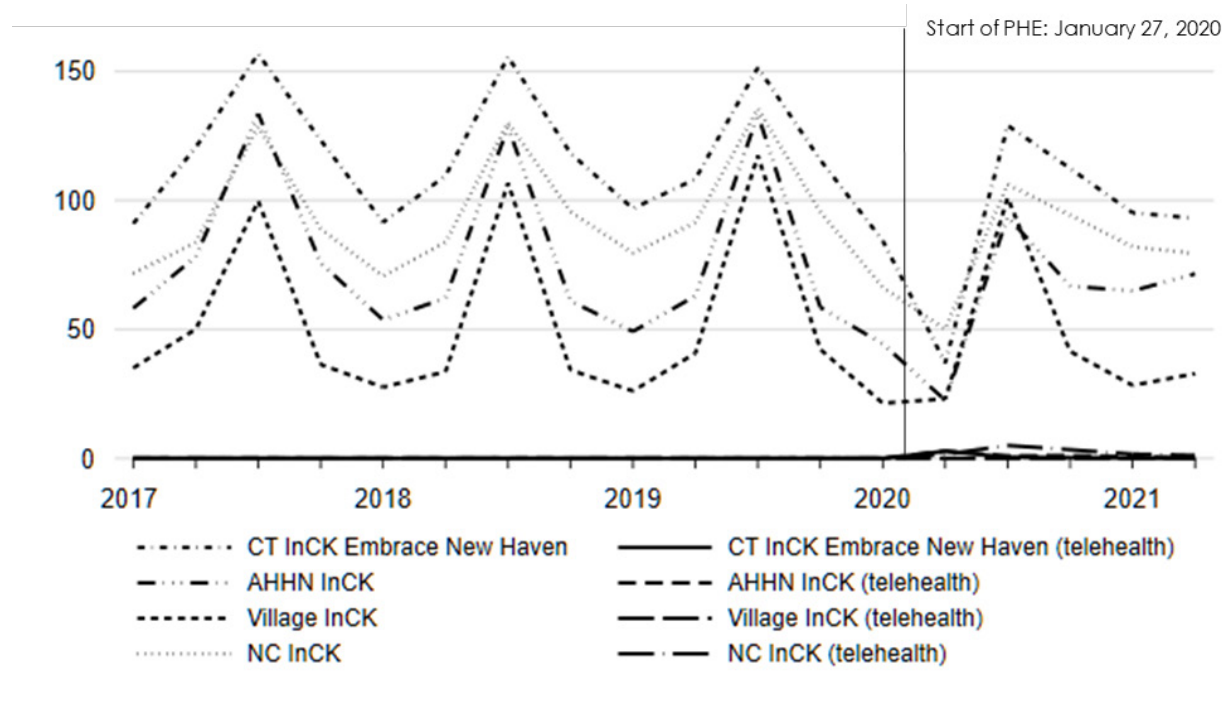 Start of PHE: January 27, 2020
150
100
50
0
2017 2018 2019 2020 2021
CT InCK Embrace New Haven CT InCK Embrace New Haven (telehealth)
AHHN InCK AHHN InCK (telehealth)
Village InCK Village InCK (telehealth)
NC InCK NC InCK (telehealth)